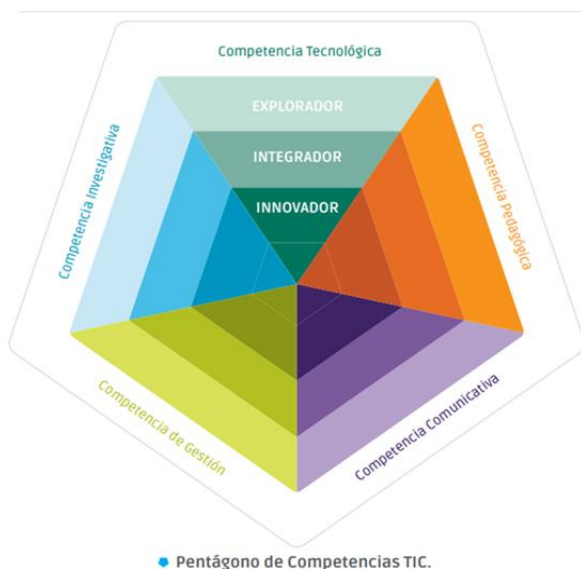 Competencia Tecnológica
EXPLORADOR
INTEGRADOR
INNOVADOR
Competencia Investigativa
Competencia Pedagógica
Competencia de Gestión
Competencia Comunicativa
Pentágono de Competencias TIC.